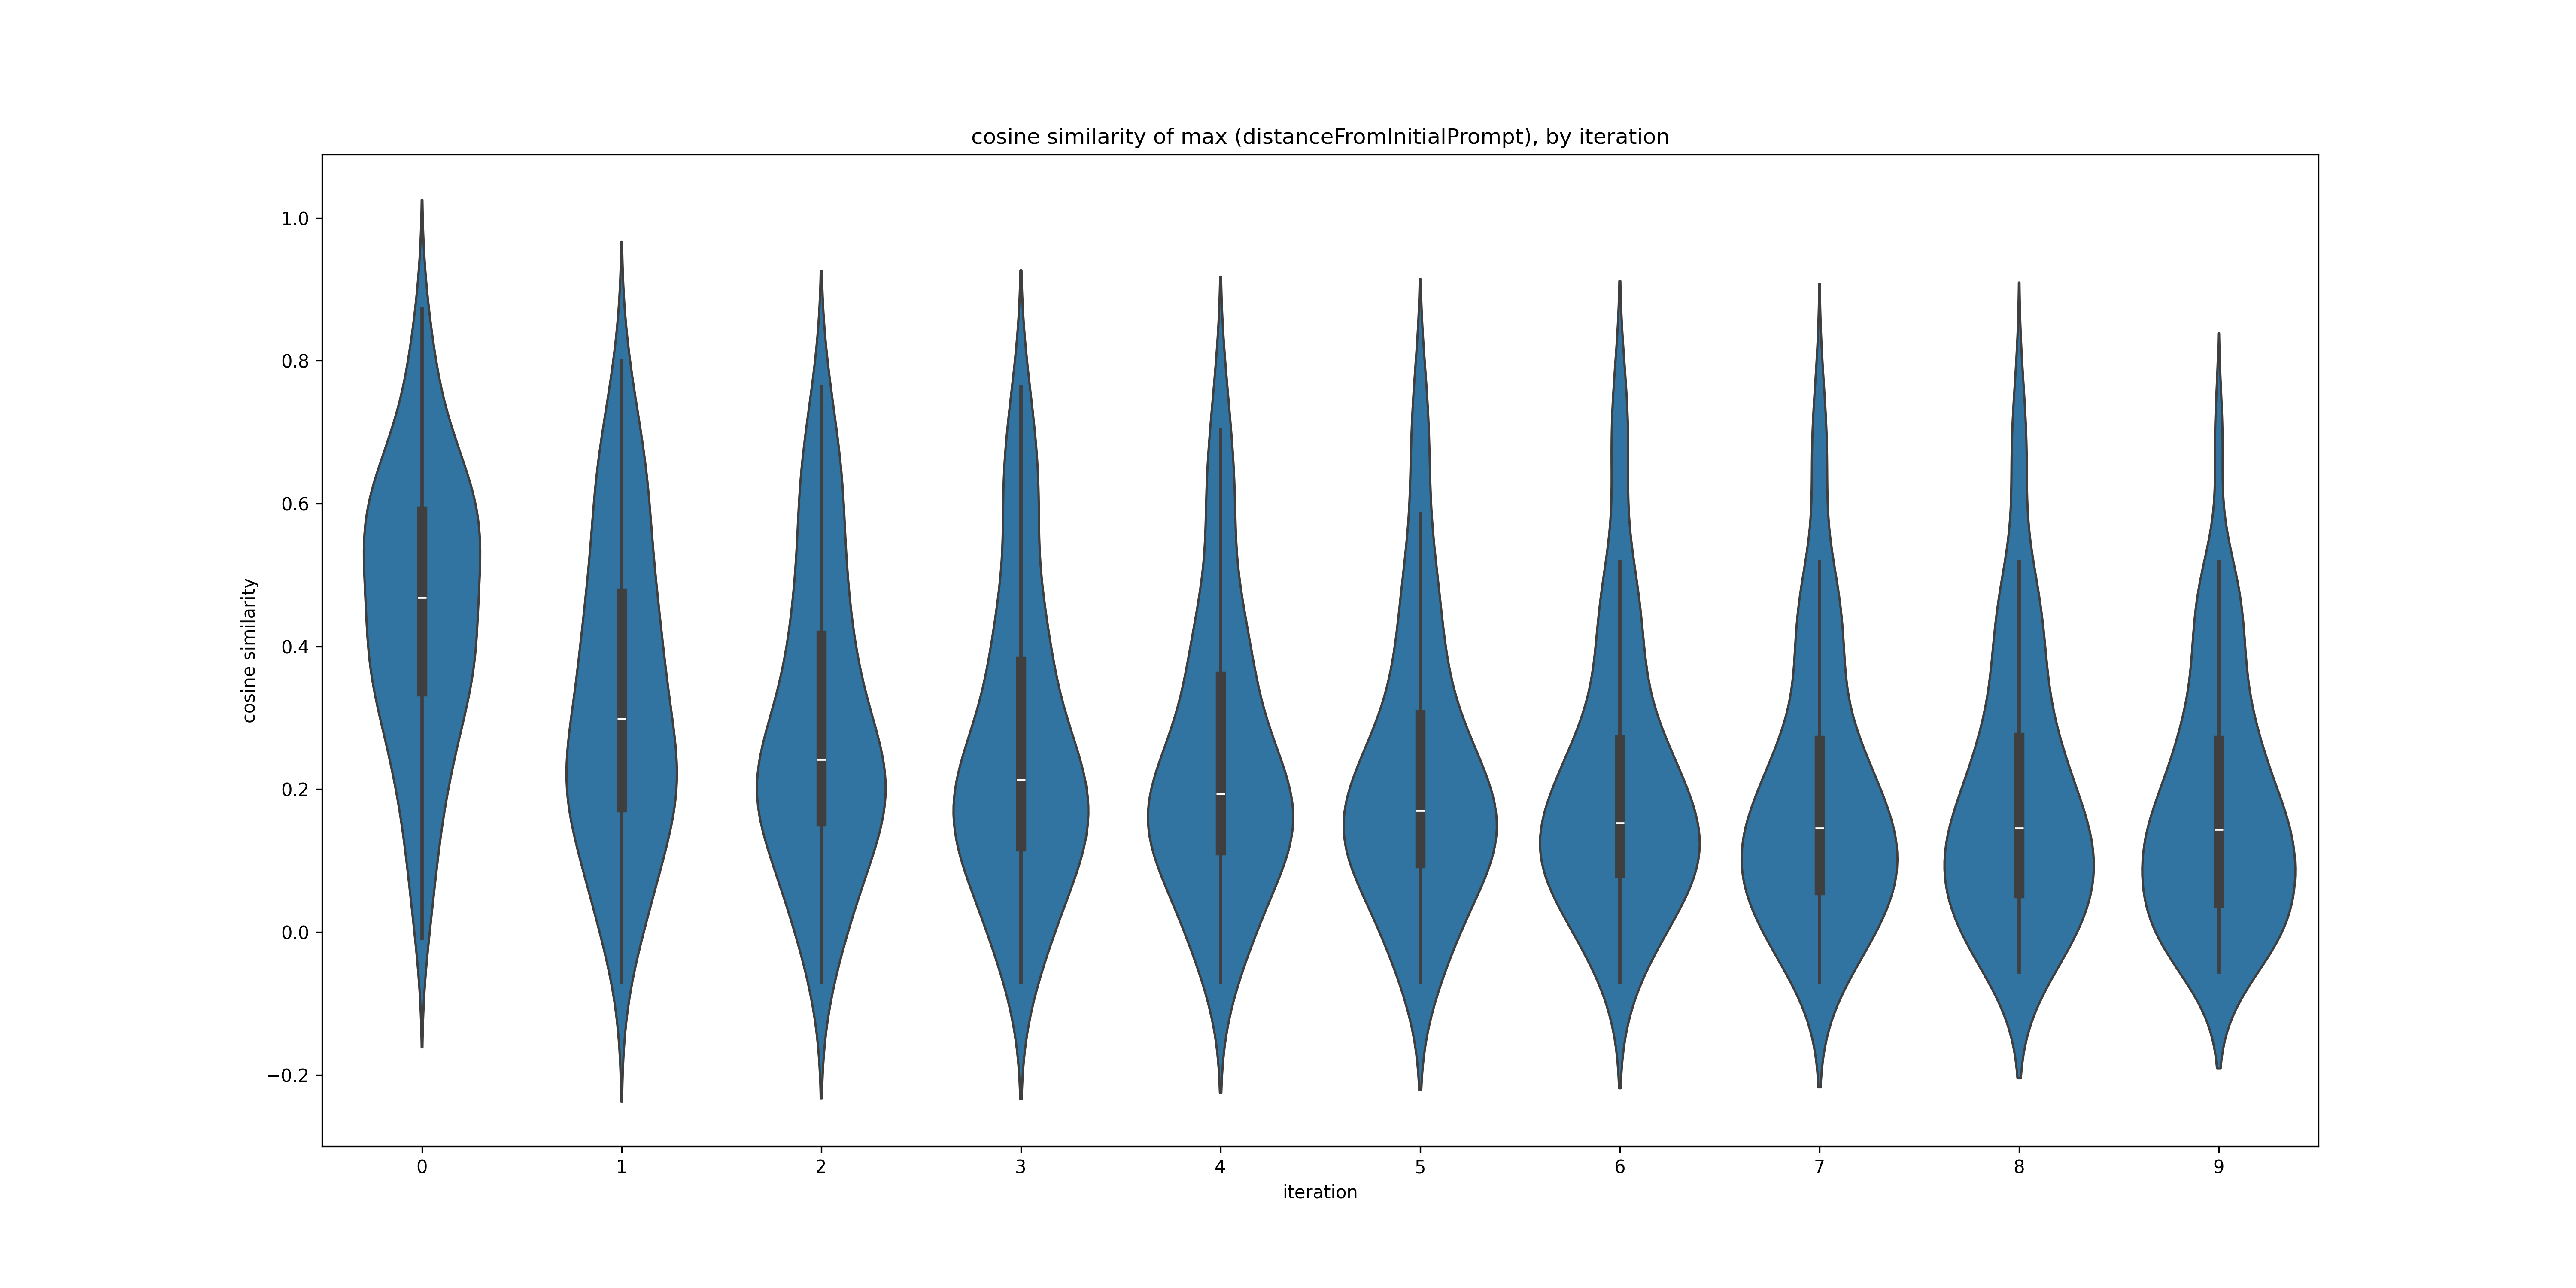 cosine similarity of max (distanceFromInitialPrompt), by iteration
1.0
0.8
0.6
0.4
0.2
0.0
−0.2
cosine similarity
0 1 2 3 4 5 6 7 8 9
iteration